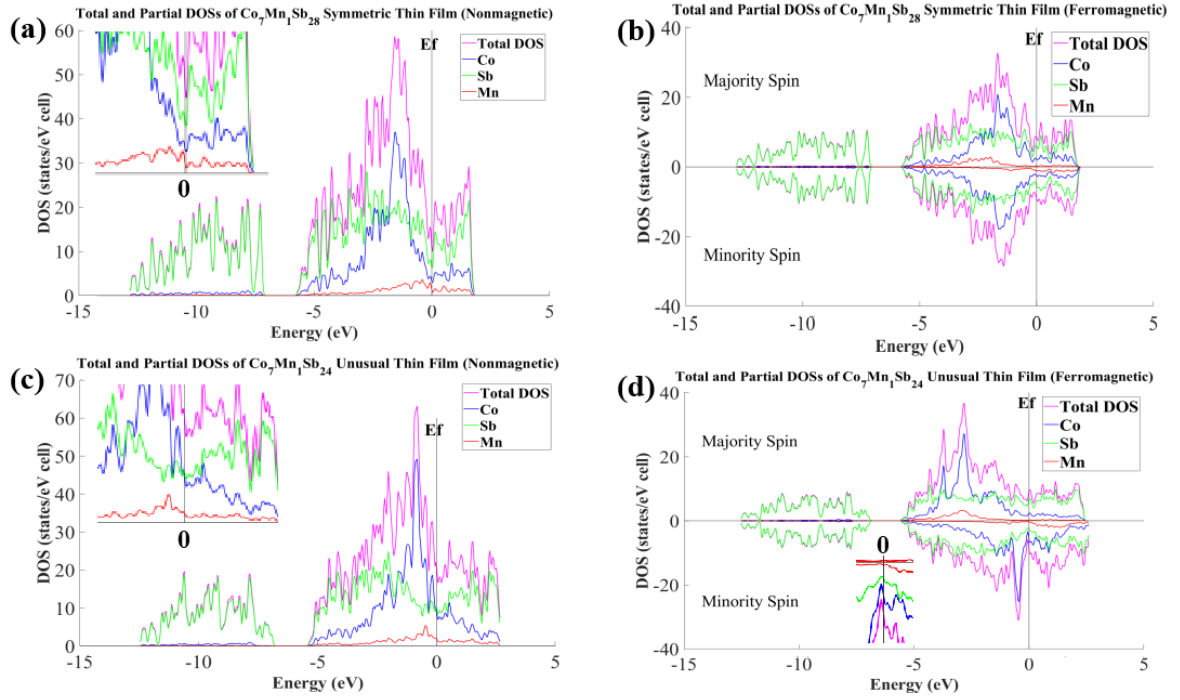 (a)
Total and Partial DOSs of Co7Mn1Sb28 Symmetric Thin Film (Nonmagnetic)
60
50
40
30
20
10
0
DOS (states/eV cell)
-15
-10
-5
0
5
Energy (eV)
Ef
Total DOS
Co
Sb
Mn
0
(b)
Total and Partial DOSs of Co7Mn1Sb28 Symmetric Thin Film (Ferromagnetic)
40
20
0
-20
-40
DOS (states/eV cell)
-15
-10
-5
0
5
Energy (eV)
Majority Spin
Minority Spin
Ef
Total DOS
Co
Sb
Mn
(c)
Total and Partial DOSs of Co7Mn1Sb24 Unusual Thin Film (Nonmagnetic)
70
60
50
40
30
20
10
0
DOS (states/eV cell)
-15
-10
-5
0
5
Energy (eV)
Ef
Total DOS
Co
Sb
Mn
0
(d)
Total and Partial DOSs of Co7Mn1Sb24 Unusual Thin Film (Ferromagnetic)
40
20
0
-20
-40
DOS (states/eV cell)
-15
-10
-5
0
5
Energy (eV)
Majority Spin
Minority Spin
Ef
Total DOS
Co
Sb
Mn
0